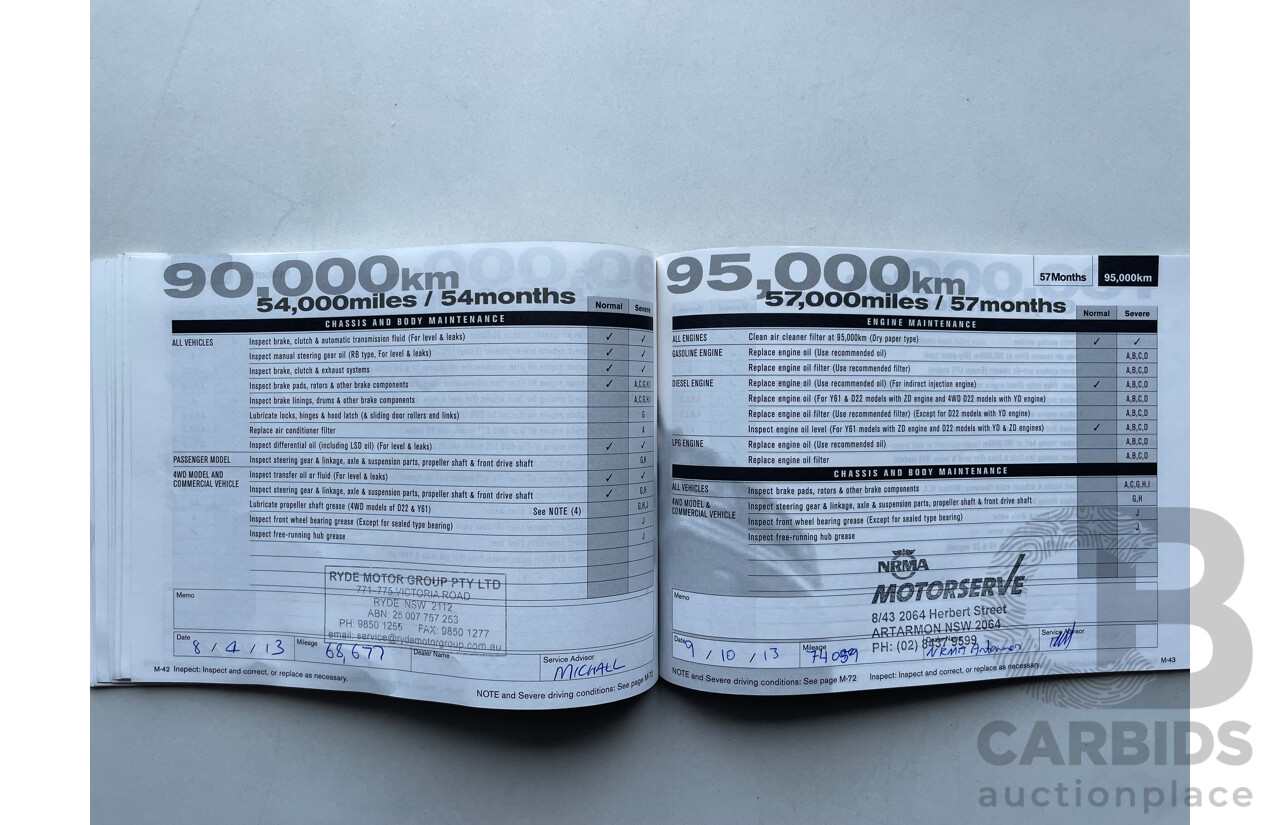 90,000km
54,000miles / 54months
Normal Severe
CHASSIS AND BODY MAINTENANCE
ALL VEHICLES Inspect brake, clutch & automatic transmission fluid (For level & leaks) ✓ ✓
Inspect manual steering gear oil (RB type, For level & leaks) ✓ ✓
Inspect brake, clutch & exhaust systems ✓ ✓
Inspect brake pads, rotors & other brake components ✓ A,C,G,H,I
Inspect brake linings, drums & other brake components A,C,G,H,I
Lubricate locks, hinges & hood latch (& sliding door rollers and links) G
Replace air conditioner filter A
Inspect differential oil (including LSD oil) (For level & leaks) ✓ ✓
PASSENGER MODEL Inspect steering gear & linkage, axle & suspension parts, propeller shaft & front drive shaft G,H
4WD MODEL AND Inspect transfer oil or fluid (For level & leaks) ✓ ✓
COMMERCIAL VEHICLE Inspect steering gear & linkage, axle & suspension parts, propeller shaft & front drive shaft ✓ G,H
Lubricate propeller shaft grease (4WD models of D22 & Y61) See NOTE (4) G,H,J
Inspect front wheel bearing grease (Except for sealed type bearing) J
Inspect free-running hub grease J
RYDE MOTOR GROUP PTY LTD
771-775 VICTORIA ROAD
RYDE NSW 2112
ABN: 25 007 757 253
PH: 9850 1255 FAX: 9850 1277
email: service@rydemotorgroup.com.au
Memo
Date 8 / 4 / 13 Mileage 68,677 Dealer Name Service Advisor MICHALL
M-42 Inspect: Inspect and correct, or replace as necessary.
NOTE and Severe driving conditions: See page M-72
95,000km
57,000miles / 57months
57Months 95,000km
Normal Severe
ENGINE MAINTENANCE
ALL ENGINES Clean air cleaner filter at 95,000km (Dry paper type) ✓ ✓
GASOLINE ENGINE Replace engine oil (Use recommended oil) A,B,C,D
Replace engine oil filter (Use recommended filter) A,B,C,D
DIESEL ENGINE Replace engine oil (Use recommended oil) (For indirect injection engine) ✓ A,B,C,D
Replace engine oil (For Y61 & D22 models with ZD engine and 4WD D22 models with YD engine) A,B,C,D
Replace engine oil filter (Use recommended filter) (Except for D22 models with YD engine) A,B,C,D
Inspect engine oil level (For Y61 models with ZD engine and D22 models with YD & ZD engines) ✓ A,B,C,D
LPG ENGINE Replace engine oil (Use recommended oil) A,B,C,D
Replace engine oil filter A,B,C,D
CHASSIS AND BODY MAINTENANCE
ALL VEHICLES Inspect brake pads, rotors & other brake components A,C,G,H,I
4WD MODEL & Inspect steering gear & linkage, axle & suspension parts, propeller shaft & front drive shaft G,H
COMMERCIAL VEHICLE Inspect front wheel bearing grease (Except for sealed type bearing) J
Inspect free-running hub grease J
NRMA
MOTORSERVE
8/43 2064 Herbert Street
ARTARMON NSW 2064
PH: (02) 8437 9599
Memo
Date 9 / 10 / 13 Mileage 74059 NRMA Artarmon Service Advisor
NOTE and Severe driving conditions: See page M-72 Inspect: Inspect and correct, or replace as necessary. M-43
B
CARBIDS
auctionplace